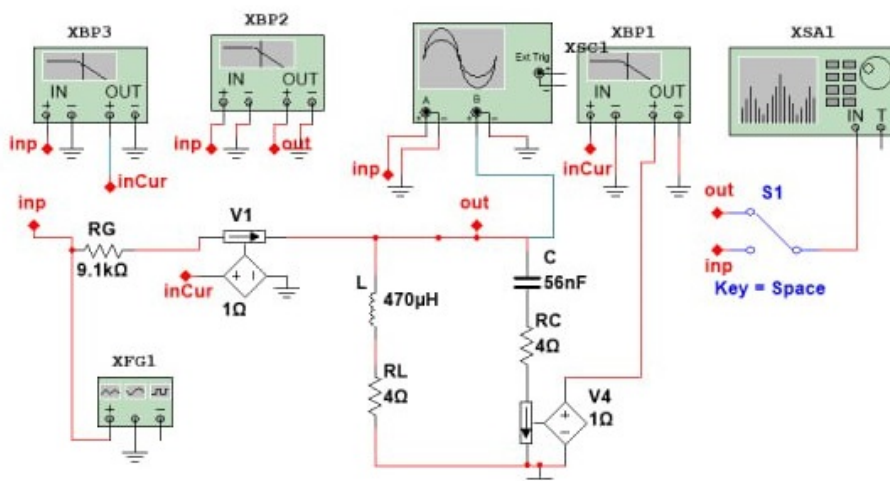 XBP3
XBP2
XSC1
XBP1
XSA1
IN OUT
IN OUT
A B
Ext Trig
IN OUT
IN T
inp
inp
out
inCur
inp
inCur
inp
RG
9.1kΩ
V1
out
out
S1
inp
Key = Space
inCur
1Ω
L
470µH
C
56nF
RC
4Ω
XFG1
RL
4Ω
V4
1Ω